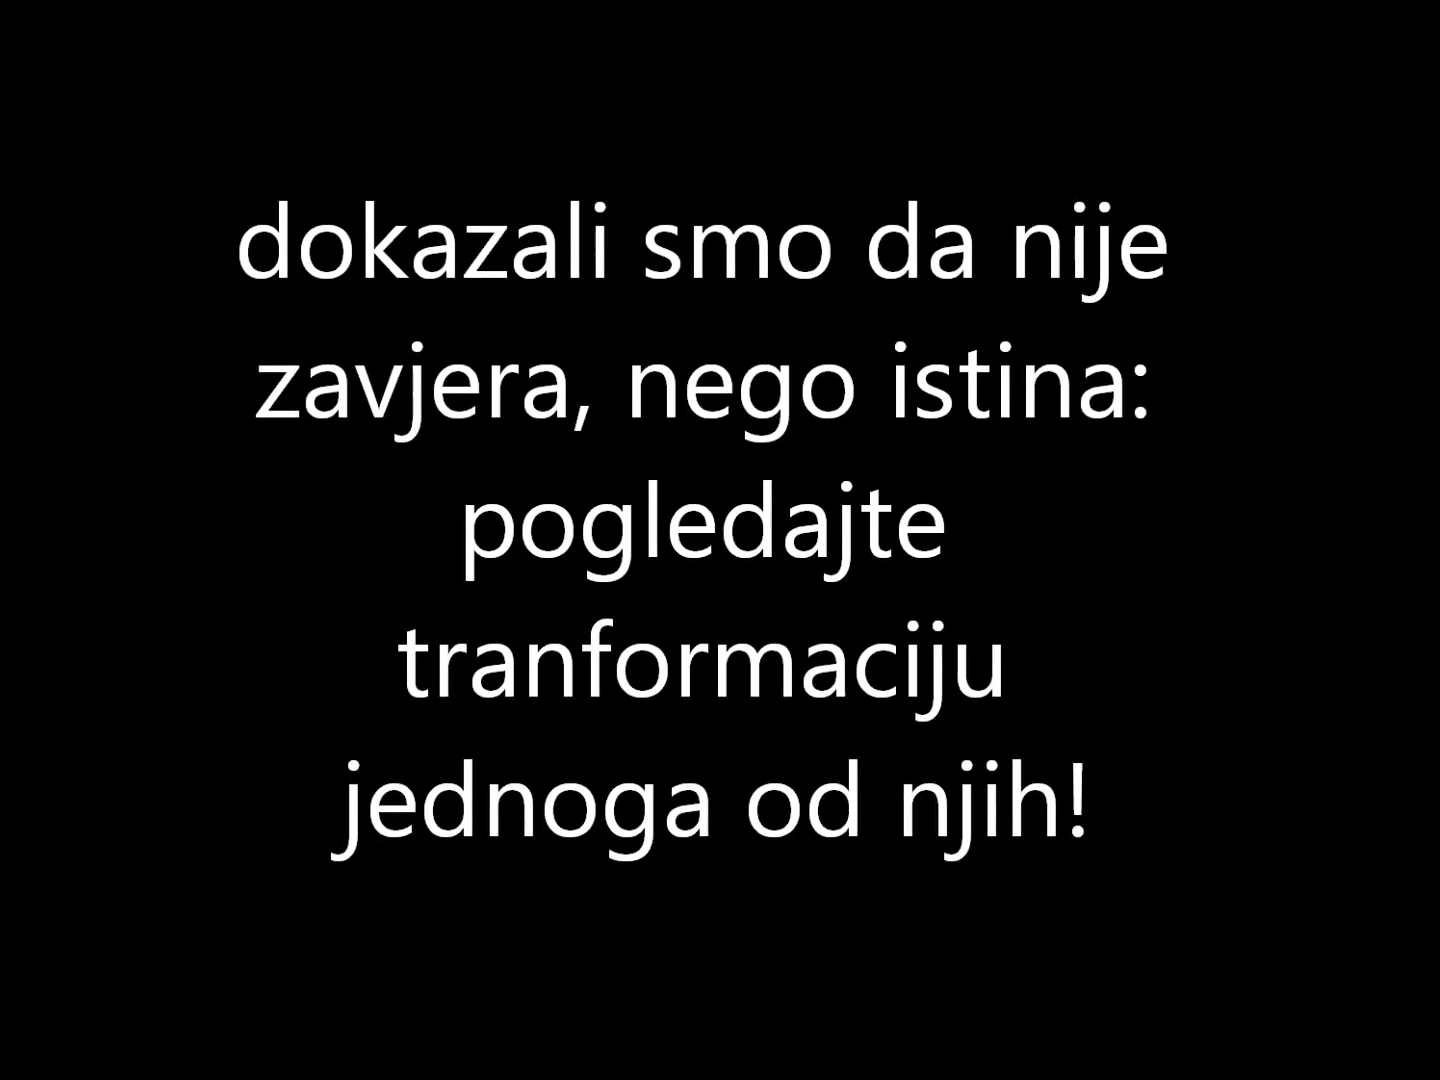 dokazali smo da nije
zavjera, nego istina:
pogledajte
tranformaciju
jednoga od njih!